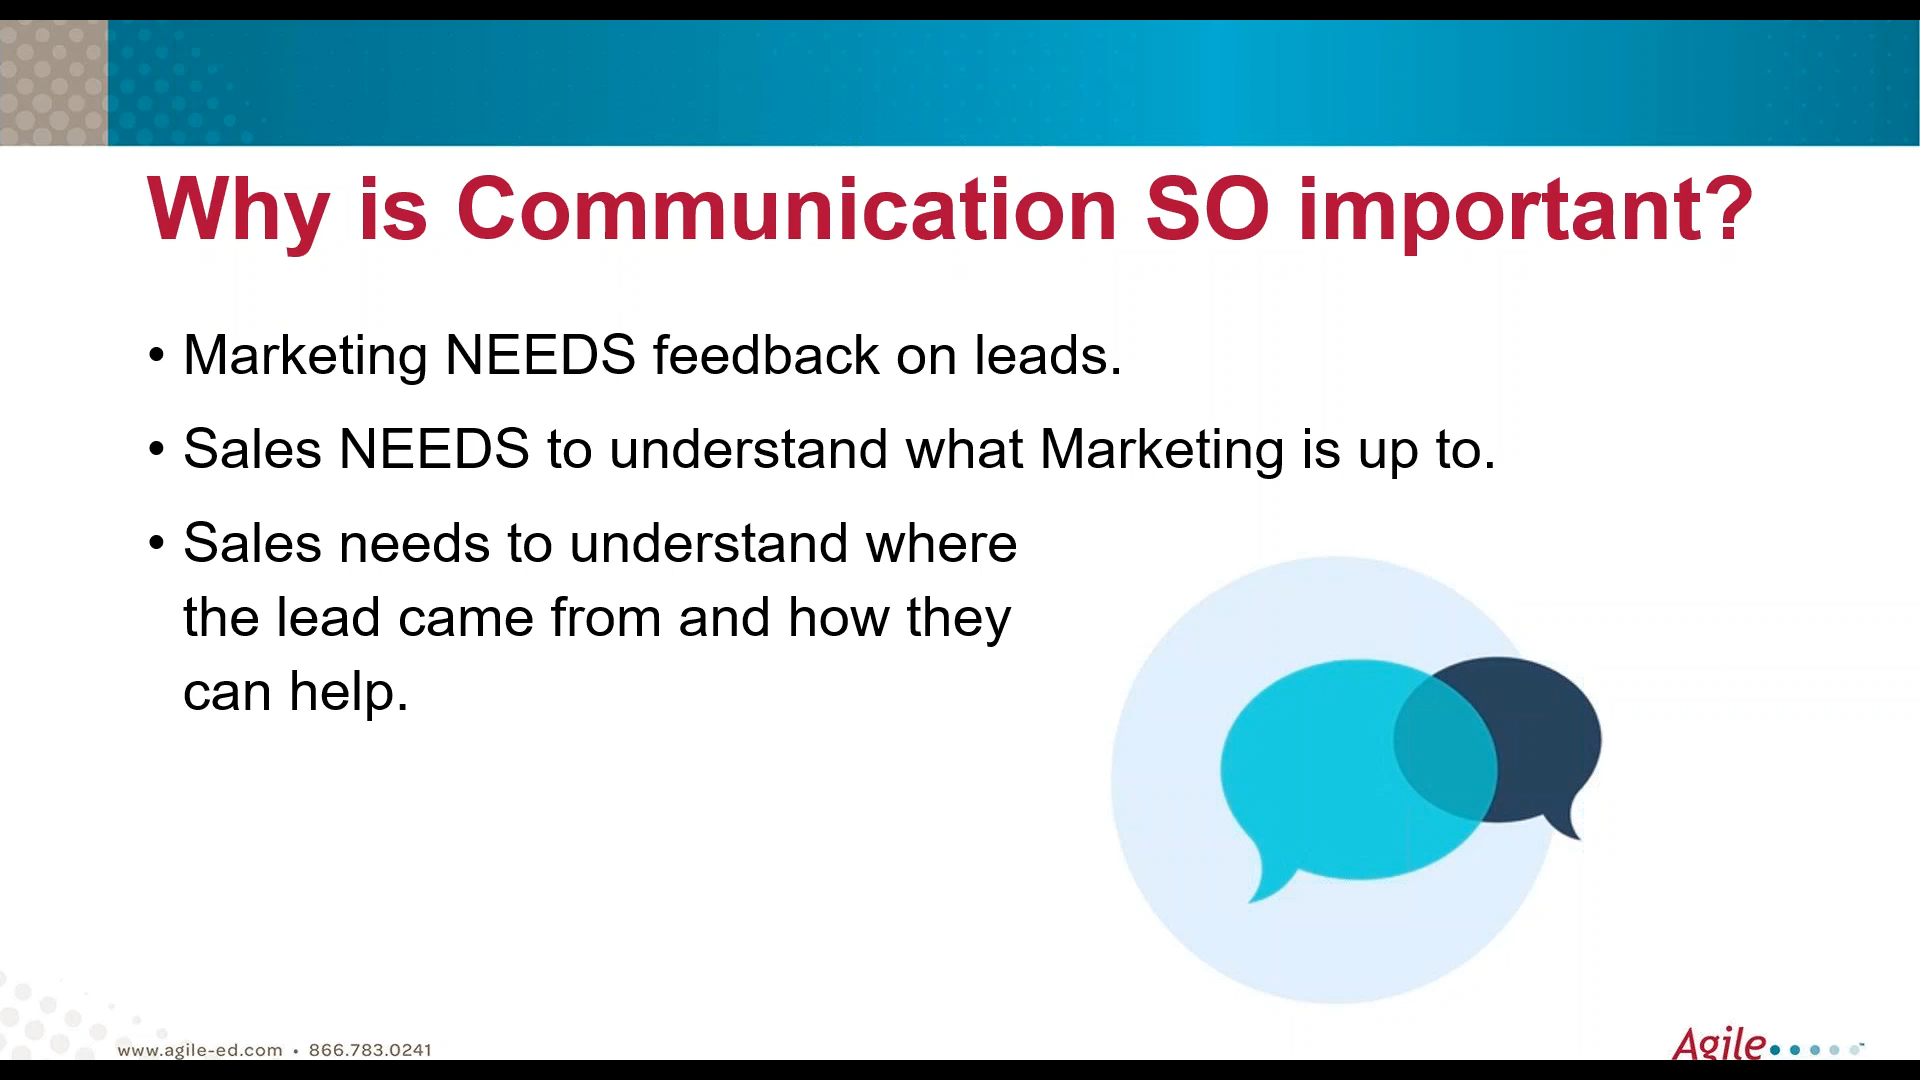 Why is Communication SO important?
• Marketing NEEDS feedback on leads.
• Sales NEEDS to understand what Marketing is up to.
• Sales needs to understand where
the lead came from and how they
can help.
www.agile-ed.com • 866.783.0241
Agile